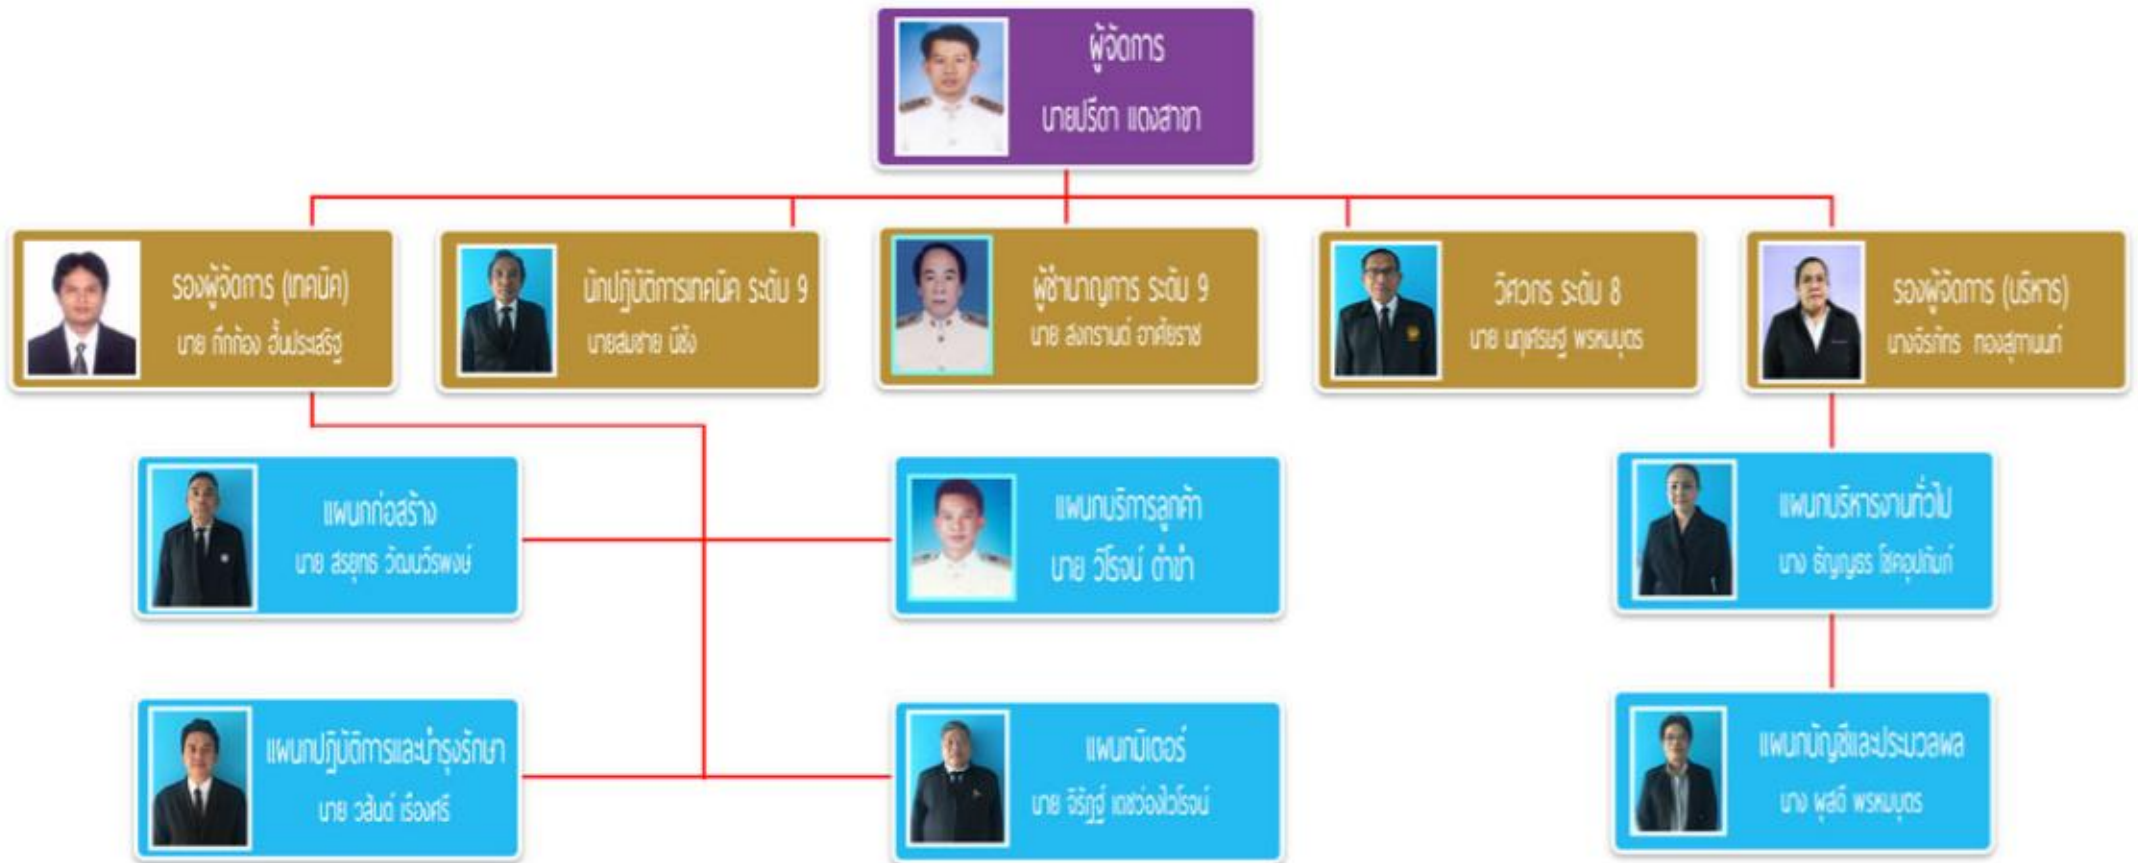 ผู้จัดการ
นายปรีดา แดงสาขา
รองผู้จัดการ (เทคนิค)
นาย กึกก้อง ฮั้นประเสริฐ
นักปฏิบัติการเทคนิค ระดับ 9
นายสมชาย นีซัง
ผู้ชำนาญการ ระดับ 9
นาย สงกรานต์ อาศัยราช
วิศวกร ระดับ 8
นาย นฤเศรษฐ พรหมบุตร
รองผู้จัดการ (บริหาร)
นางจิรภัทร ทองสุทานนท์
แผนกก่อสร้าง
นาย สรยุทธ วัฒนวีรพงษ์
แผนกบริการลูกค้า
นาย วิโรจน์ ดำขำ
แผนกบริหารงานทั่วไป
นาง ธัญญธร โชคอุปถัมภ์
แผนกปฏิบัติการและบำรุงรักษา
นาย วสันต์ เรืองศรี
แผนกมิเตอร์
นาย จิรัฏฐ์ เดชว่องไวโรจน์
แผนกบัญชีและประมวลผล
นาง ผุสดี พรหมบุตร